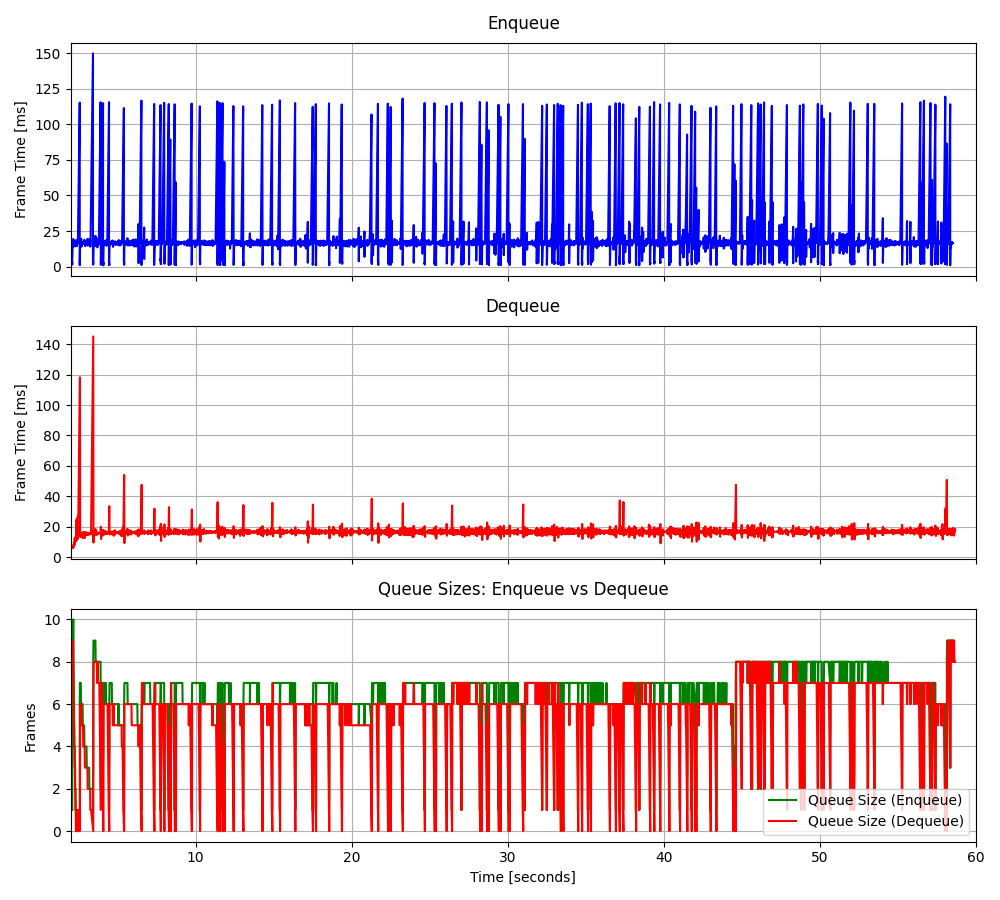 Enqueue
Frame Time [ms]
150
125
100
75
50
25
0
Dequeue
Frame Time [ms]
140
120
100
80
60
40
20
0
Queue Sizes: Enqueue vs Dequeue
Frames
10
8
6
4
2
0
Queue Size (Enqueue)
Queue Size (Dequeue)
10 20 30 40 50 60
Time [seconds]